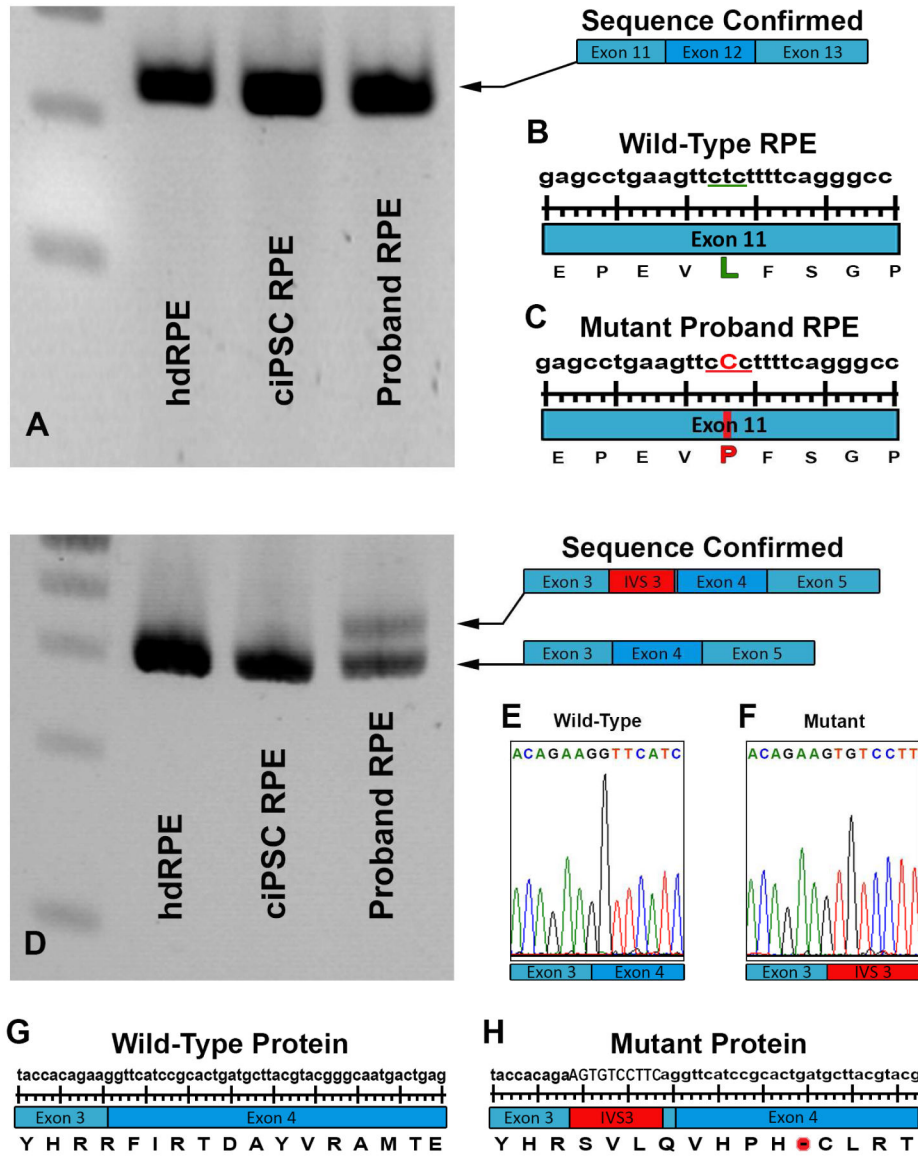 Sequence Confirmed
Exon 11 Exon 12 Exon 13
hdRPE
ciPSC RPE
Proband RPE
A
B
Wild-Type RPE
gagcctgaagttctcttttcagggcc
Exon 11
E P E V L F S G P
C
Mutant Proband RPE
gagcctgaagttcCcttttcagggcc
Exon 11
E P E V P F S G P
Sequence Confirmed
Exon 3 IVS 3 Exon 4 Exon 5
Exon 3 Exon 4 Exon 5
hdRPE
ciPSC RPE
Proband RPE
D
E
Wild-Type
ACAGAAGGTTCATC
Exon 3 Exon 4
F
Mutant
ACAGAAGTGTCCTT
Exon 3 IVS 3
G
Wild-Type Protein
taccacagaaggttcatccgcactgatgcttacgtacgggcaatgactgag
Exon 3 Exon 4
Y H R R F I R T D A Y V R A M T E
H
Mutant Protein
taccacagaAGTGTCCTTCaggttcatccgcactgatgcttacgtacg
Exon 3 IVS3 Exon 4
Y H R S V L Q V H P H - C L R T